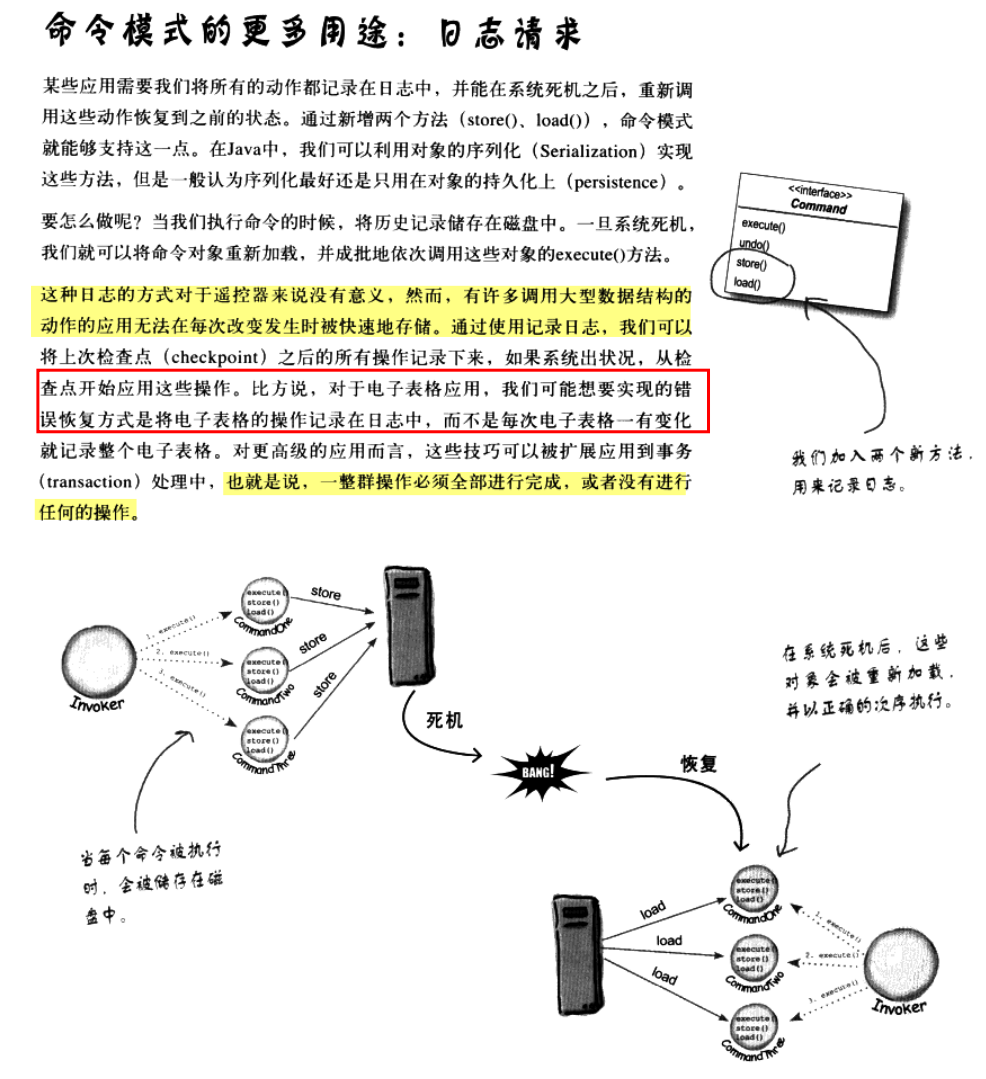 命令模式的更多用途：日志请求
某些应用需要我们将所有的动作都记录在日志中，并能在系统死机之后，重新调
用这些动作恢复到之前的状态。通过新增两个方法（store()、load()），命令模式
就能够支持这一点。在Java中，我们可以利用对象的序列化（Serialization）实现
这些方法，但是一般认为序列化最好还是只用在对象的持久化上（persistence）。
要怎么做呢？当我们执行命令的时候，将历史记录储存在磁盘中。一旦系统死机，
我们就可以将命令对象重新加载，并成批地依次调用这些对象的execute()方法。
这种日志的方式对于遥控器来说没有意义，然而，有许多调用大型数据结构的
动作的应用无法在每次改变发生时被快速地存储。通过使用记录日志，我们可以
将上次检查点（checkpoint）之后的所有操作记录下来，如果系统出状况，从检
查点开始应用这些操作。比方说，对于电子表格应用，我们可能想要实现的错
误恢复方式是将电子表格的操作记录在日志中，而不是每次电子表格一有变化
就记录整个电子表格。对更高级的应用而言，这些技巧可以被扩展应用到事务
（transaction）处理中，也就是说，一整群操作必须全部进行完成，或者没有进行
任何的操作。
<<interface>>
Command
execute()
undo()
store()
load()
我们加入两个新方法，
用来记录日志。
Invoker
1. execute()
2. execute()
3. execute()
execute()
store()
load()
CommandOne
execute()
store()
load()
CommandTwo
execute()
store()
load()
CommandThree
store
store
store
死机
BANG!
恢复
在系统死机后，这些
对象会被重新加载，
并以正确的次序执行。
当每个命令被执行
时，会被储存在磁
盘中。
load
load
load
execute()
store()
load()
CommandOne
execute()
store()
load()
CommandTwo
execute()
store()
load()
CommandThree
1. execute()
2. execute()
3. execute()
Invoker